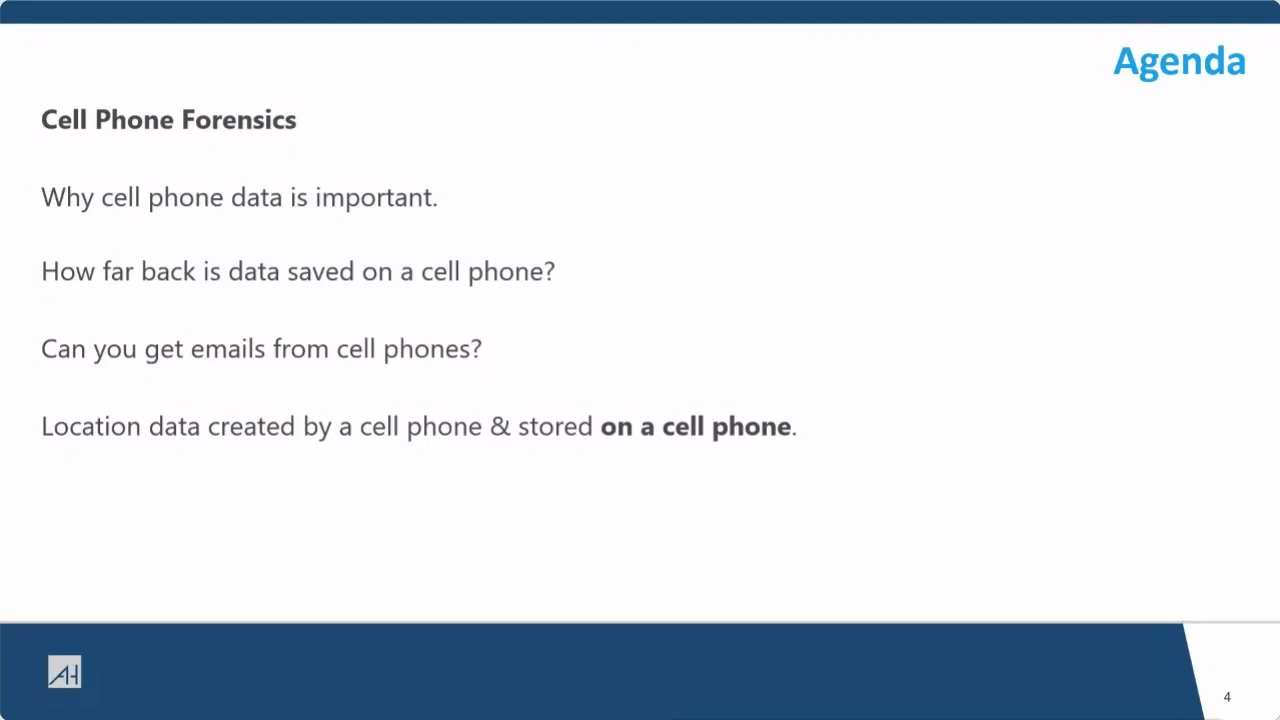 Agenda
Cell Phone Forensics
Why cell phone data is important.
How far back is data saved on a cell phone?
Can you get emails from cell phones?
Location data created by a cell phone & stored on a cell phone.
AH
4